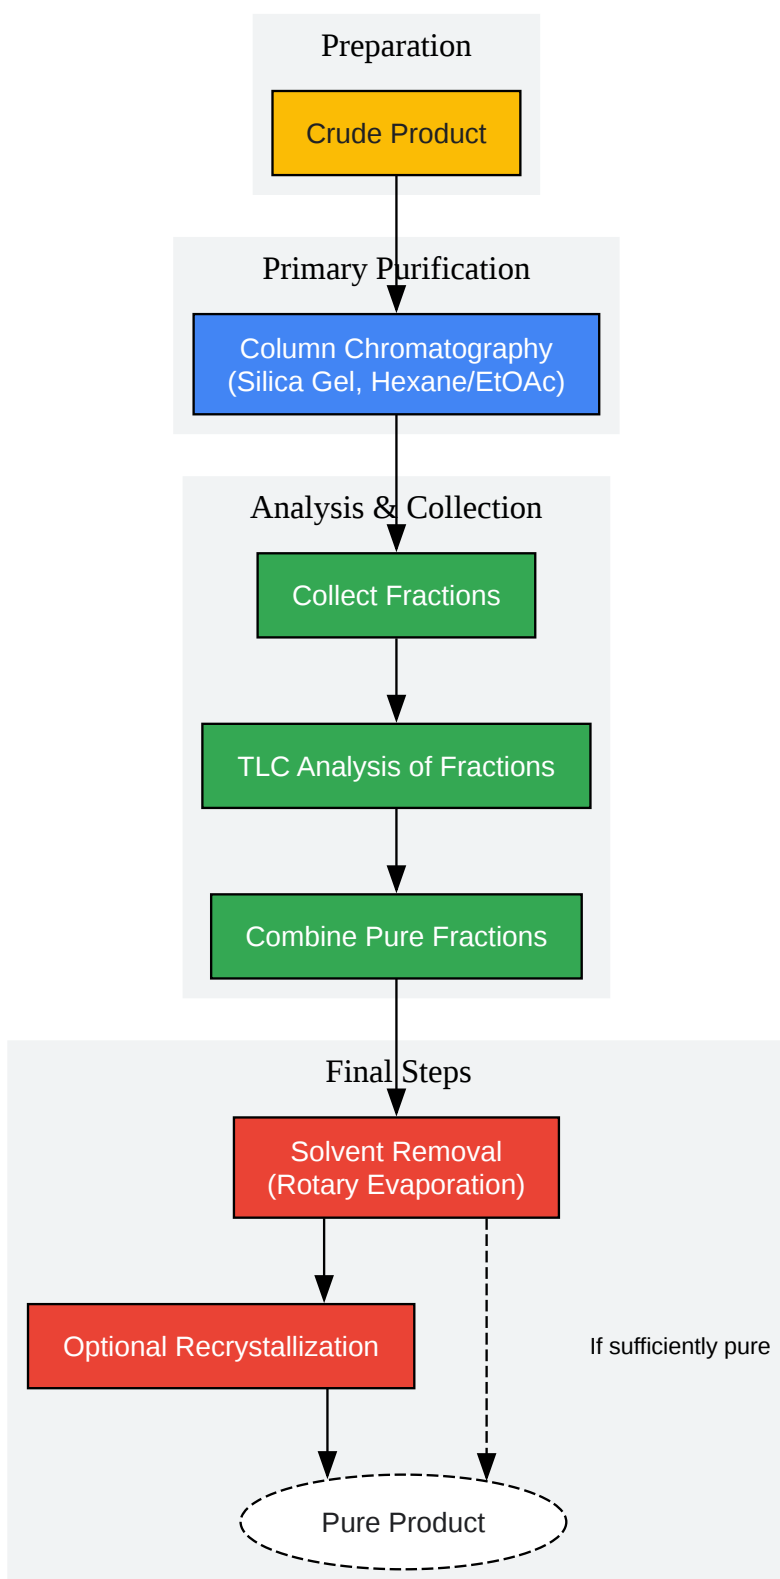 Preparation
Crude Product
Primary Purification
Column Chromatography
(Silica Gel, Hexane/EtOAc)
Analysis & Collection
Collect Fractions
TLC Analysis of Fractions
Combine Pure Fractions
Final Steps
Solvent Removal
(Rotary Evaporation)
Optional Recrystallization
If sufficiently pure
Pure Product